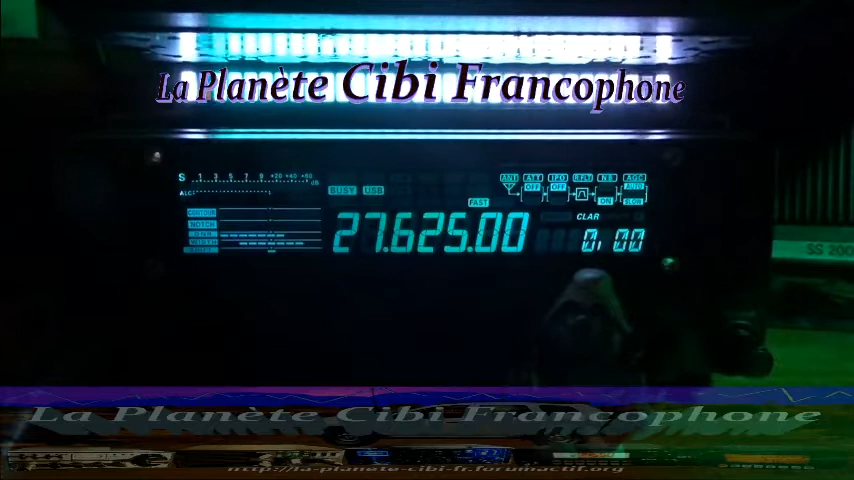 La Planète Cibi Francophone
S 1 3 5 7 9 +20 +40 +60 dB
ALC
BUSY USB
ANT ATT IPO R.FLT NB AGC
OFF OFF ON AUTO SLOW
FAST
CONTOUR
NOTCH
WIDTH
27.625.00
CLAR
0, 00
SS 200
La Planète Cibi Francophone
http://la-planete-cibi-fr.forumactif.org